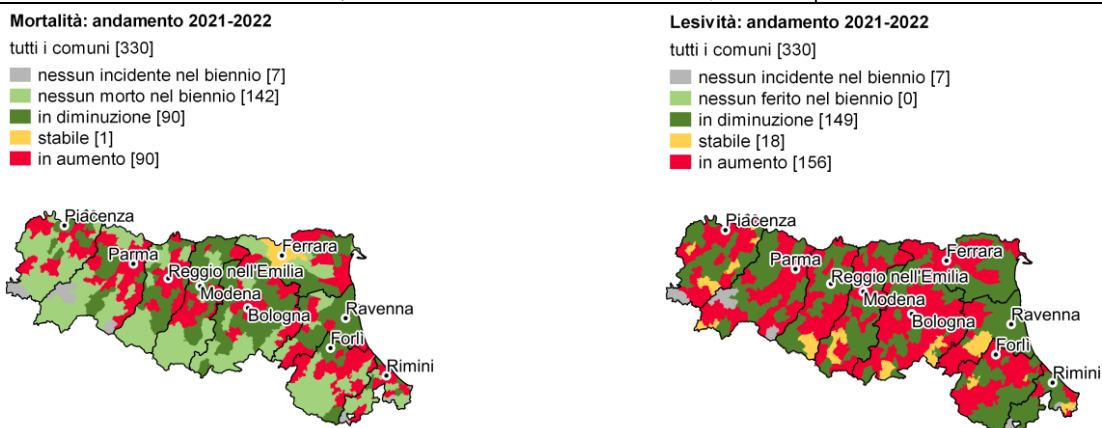 Mortalità: andamento 2021-2022
tutti i comuni [330]
nessun incidente nel biennio [7]
nessun morto nel biennio [142]
in diminuzione [90]
stabile [1]
in aumento [90]
Piacenza
Ferrara
Parma
Reggio nell'Emilia
Modena
Bologna
Ravenna
Forlì
Rimini
Lesività: andamento 2021-2022
tutti i comuni [330]
nessun incidente nel biennio [7]
nessun ferito nel biennio [0]
in diminuzione [149]
stabile [18]
in aumento [156]
Piacenza
Ferrara
Parma
Reggio nell'Emilia
Modena
Bologna
Ravenna
Forlì
Rimini